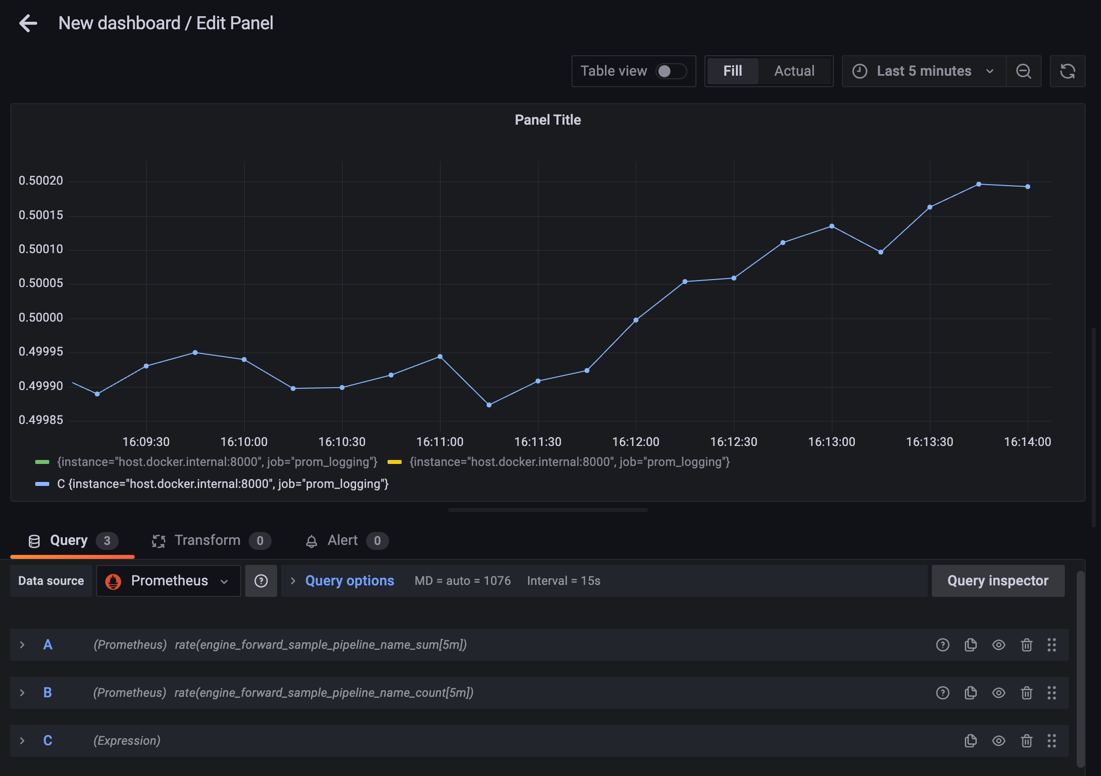 New dashboard / Edit Panel
Table view Fill Actual Last 5 minutes
Panel Title
0.50020
0.50015
0.50010
0.50005
0.50000
0.49995
0.49990
0.49985
16:09:30 16:10:00 16:10:30 16:11:00 16:11:30 16:12:00 16:12:30 16:13:00 16:13:30 16:14:00
{instance="host.docker.internal:8000", job="prom_logging"} {instance="host.docker.internal:8000", job="prom_logging"}
C {instance="host.docker.internal:8000", job="prom_logging"}
Query 3 Transform 0 Alert 0
Data source Prometheus ? > Query options MD = auto = 1076 Interval = 15s Query inspector
A (Prometheus) rate(engine_forward_sample_pipeline_name_sum[5m])
B (Prometheus) rate(engine_forward_sample_pipeline_name_count[5m])
C (Expression)